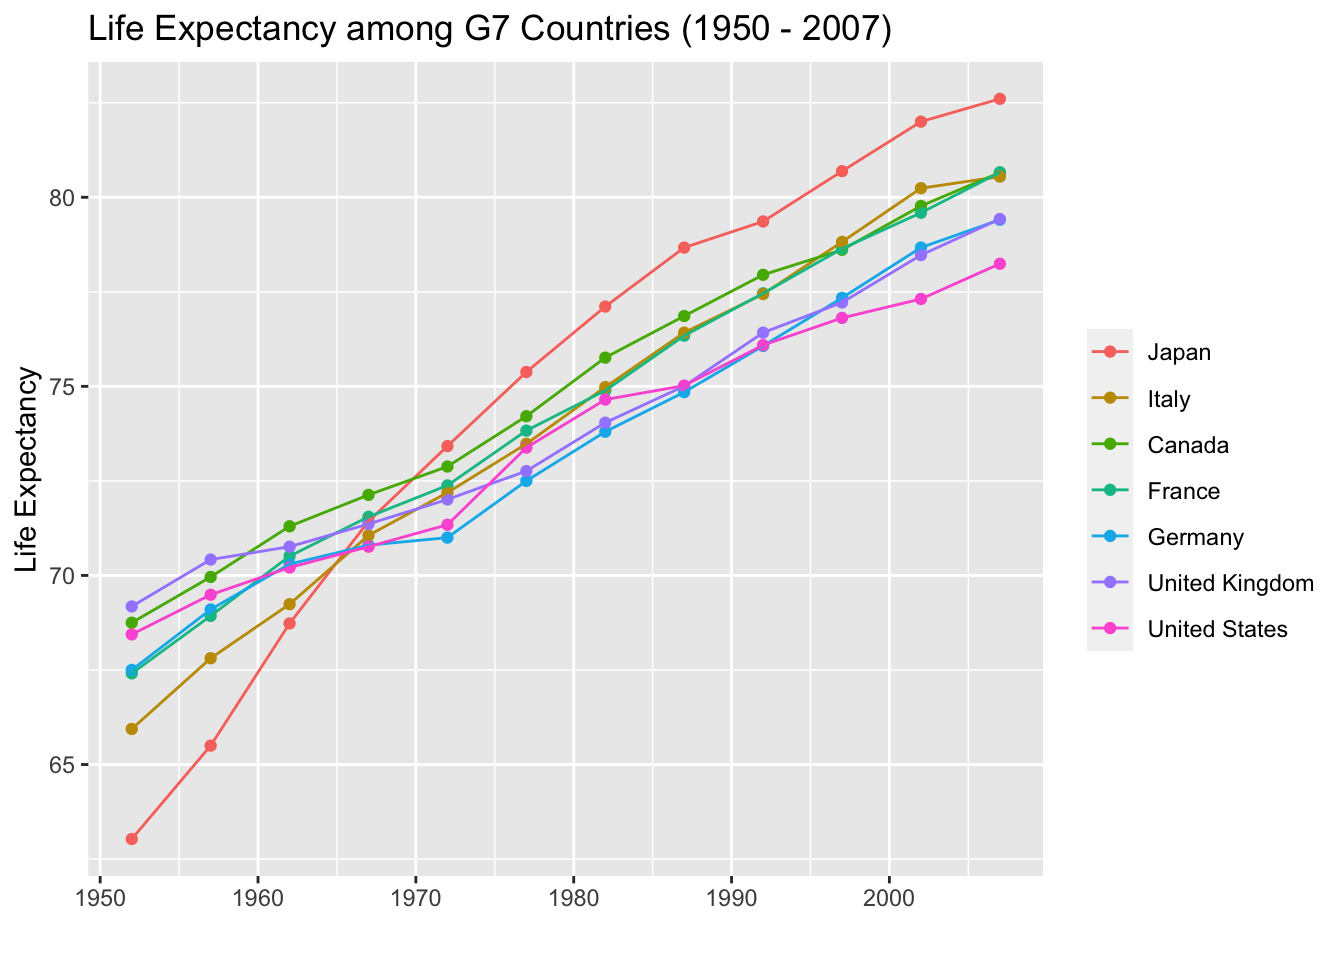 Life Expectancy among G7 Countries (1950 - 2007)
Life Expectancy
80
75
70
65
1950 1960 1970 1980 1990 2000
Japan
Italy
Canada
France
Germany
United Kingdom
United States